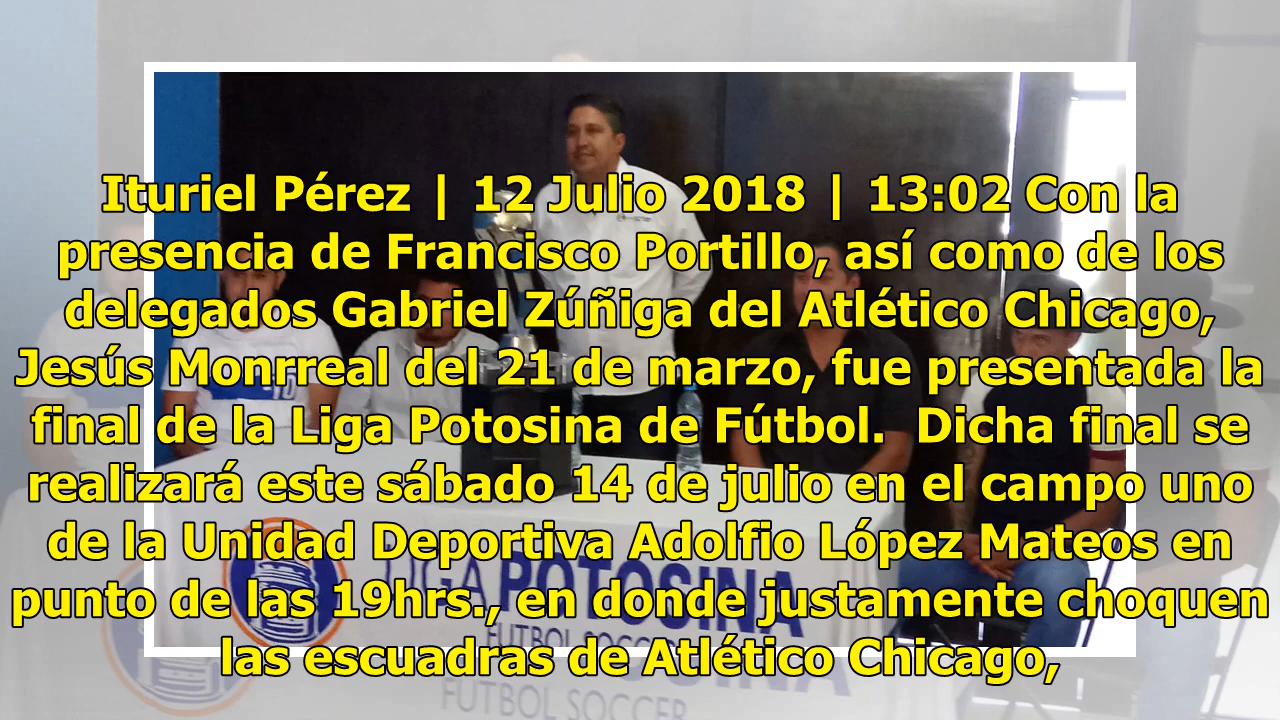 Ituriel Pérez | 12 Julio 2018 | 13:02 Con la
presencia de Francisco Portillo, así como de los
delegados Gabriel Zúñiga del Atlético Chicago,
Jesús Monrreal del 21 de marzo, fue presentada la
final de la Liga Potosina de Fútbol.  Dicha final se
realizará este sábado 14 de julio en el campo uno
de la Unidad Deportiva Adolfio López Mateos en
punto de las 19hrs., en donde justamente choquen
las escuadras de Atlético Chicago,
LIGA POTOSINA
FUTBOL SOCCER
FUTBOL SOCCER